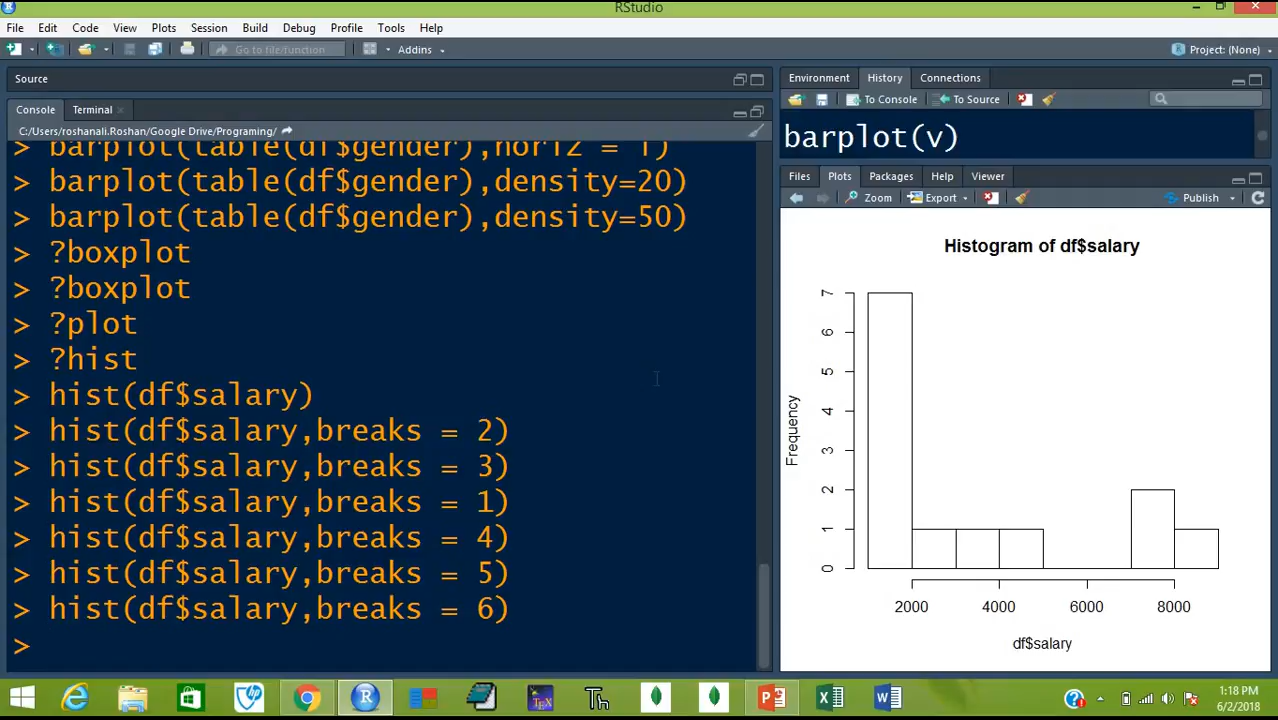 RStudio
File Edit Code View Plots Session Build Debug Profile Tools Help
Go to file/function Addins Project: (None)
Source
Console Terminal
C:/Users/roshanali.Roshan/Google Drive/Programing/
> barplot(table(df$gender),horiz = 1)
> barplot(table(df$gender),density=20)
> barplot(table(df$gender),density=50)
> ?boxplot
> ?boxplot
> ?plot
> ?hist
> hist(df$salary)
> hist(df$salary,breaks = 2)
> hist(df$salary,breaks = 3)
> hist(df$salary,breaks = 1)
> hist(df$salary,breaks = 4)
> hist(df$salary,breaks = 5)
> hist(df$salary,breaks = 6)
>
Environment History Connections
To Console To Source
barplot(v)
Files Plots Packages Help Viewer
Zoom Export Publish
Histogram of df$salary
7
6
5
4
3
2
1
0
Frequency
2000 4000 6000 8000
df$salary
1:18 PM
6/2/2018